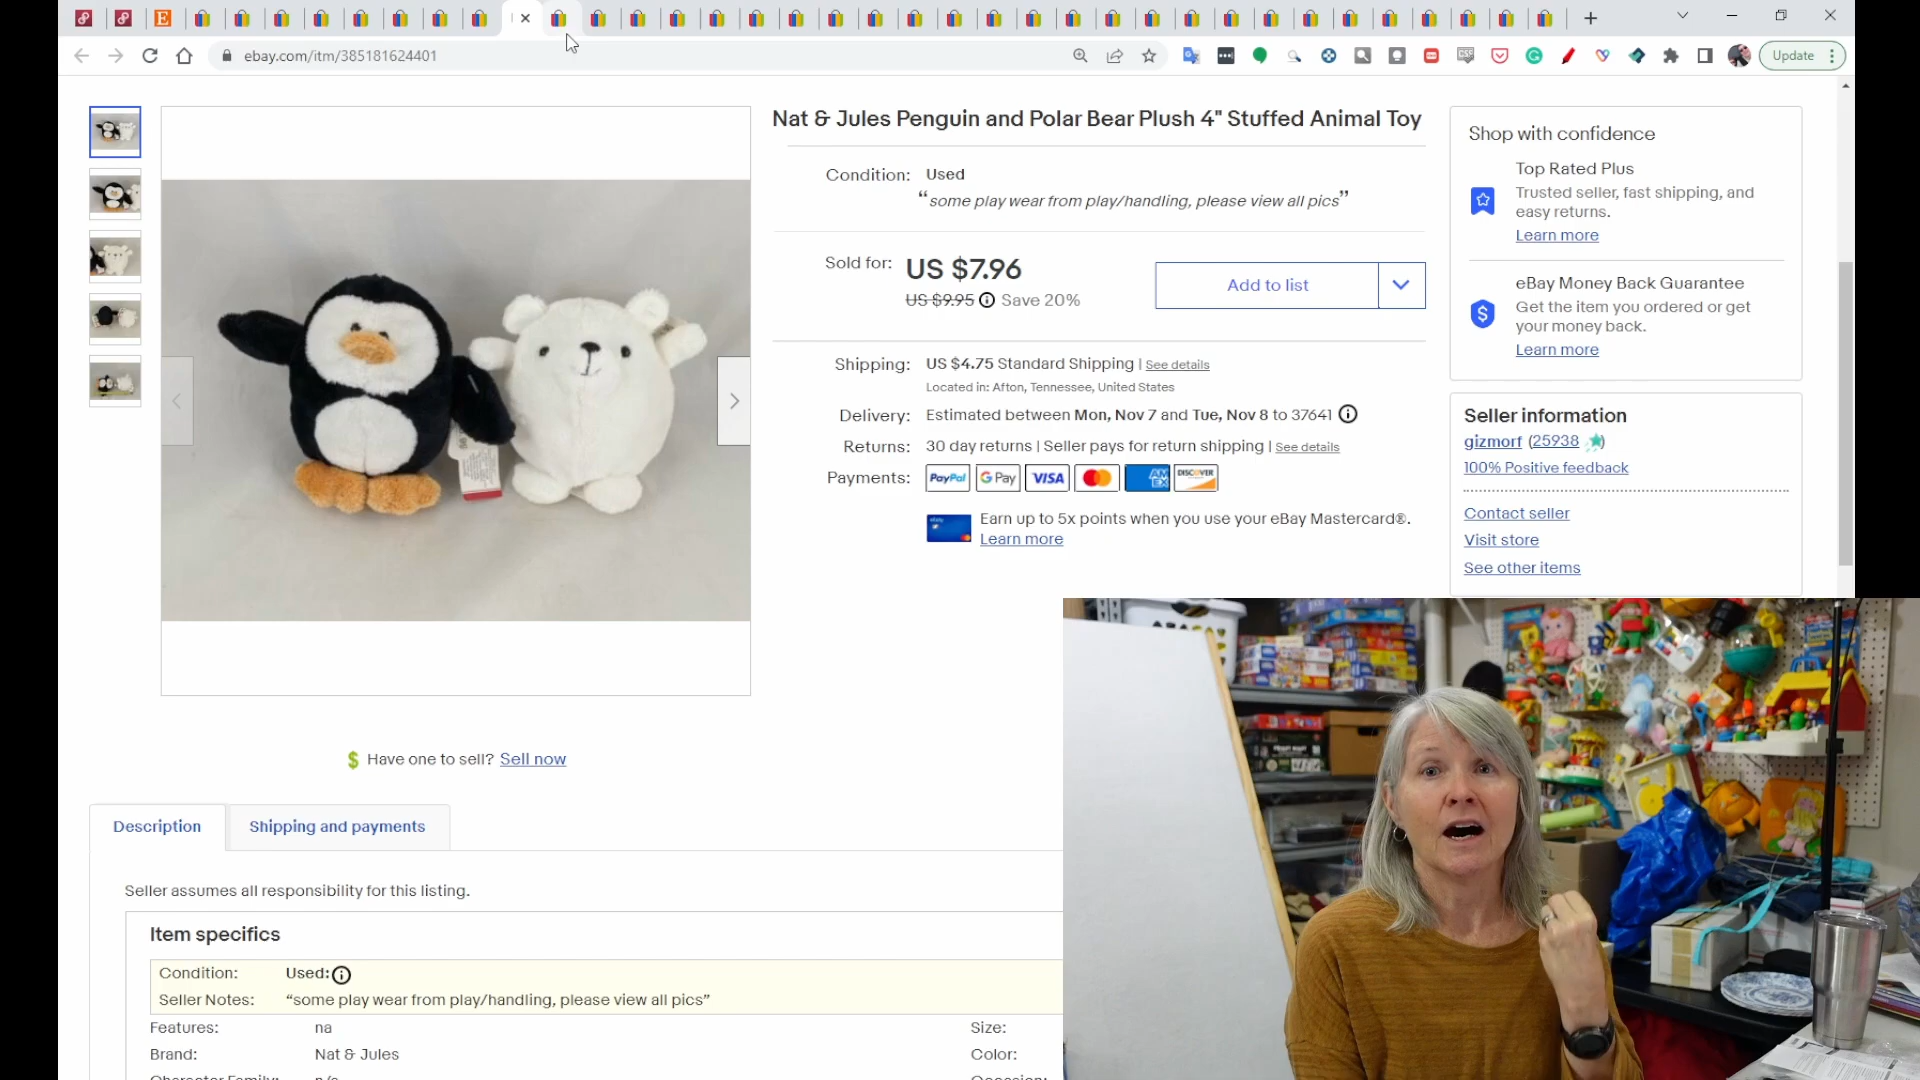 ebay.com/itm/385181624401
Update
Nat & Jules Penguin and Polar Bear Plush 4" Stuffed Animal Toy
Condition: Used
“some play wear from play/handling, please view all pics”
Sold for: US $7.96
US $9.95 Save 20%
Add to list
Shipping: US $4.75 Standard Shipping | See details
Located in: Afton, Tennessee, United States
Delivery: Estimated between Mon, Nov 7 and Tue, Nov 8 to 37641
Returns: 30 day returns | Seller pays for return shipping | See details
Payments: PayPal G Pay VISA AM EX DISCOVER
Earn up to 5x points when you use your eBay Mastercard®.
Learn more
Shop with confidence
Top Rated Plus
Trusted seller, fast shipping, and
easy returns.
Learn more
eBay Money Back Guarantee
Get the item you ordered or get
your money back.
Learn more
Seller information
gizmorf (25938)
100% Positive feedback
Contact seller
Visit store
See other items
Have one to sell? Sell now
Description
Shipping and payments
Seller assumes all responsibility for this listing.
Item specifics
Condition: Used:
Seller Notes: “some play wear from play/handling, please view all pics”
Features: na
Size:
Brand: Nat & Jules
Color: